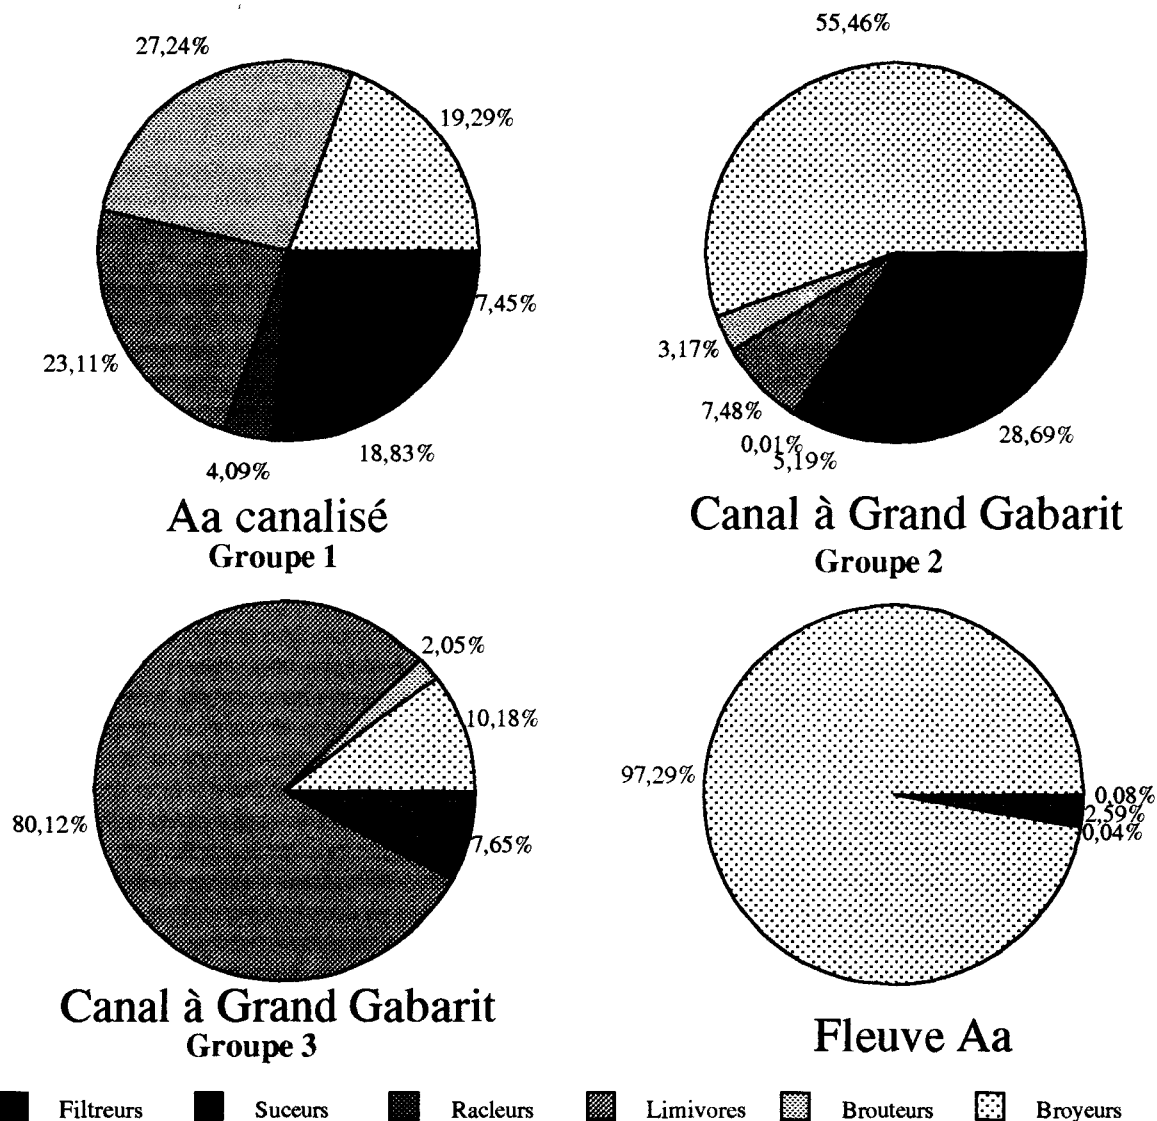 27,24%
19,29%
7,45%
23,11%
18,83%
4,09%
Aa canalisé
Groupe 1
55,46%
3,17%
7,48%
0,01%
5,19%
28,69%
Canal à Grand Gabarit
Groupe 2
2,05%
10,18%
80,12%
7,65%
Canal à Grand Gabarit
Groupe 3
97,29%
0,08%
2,59%
0,04%
Fleuve Aa
Filtreurs Suceurs Racleurs Limivores Brouteurs Broyeurs